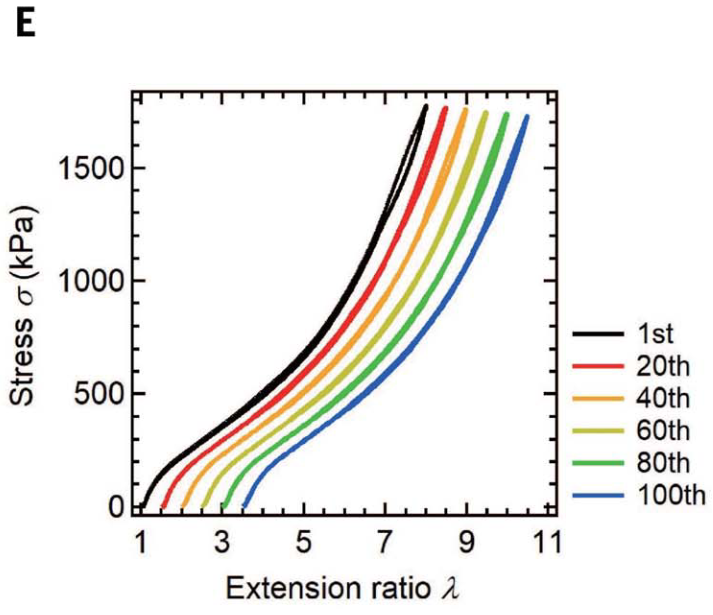 E
1500
1000
500
0
Stress σ (kPa)
1 3 5 7 9 11
Extension ratio λ
1st
20th
40th
60th
80th
100th